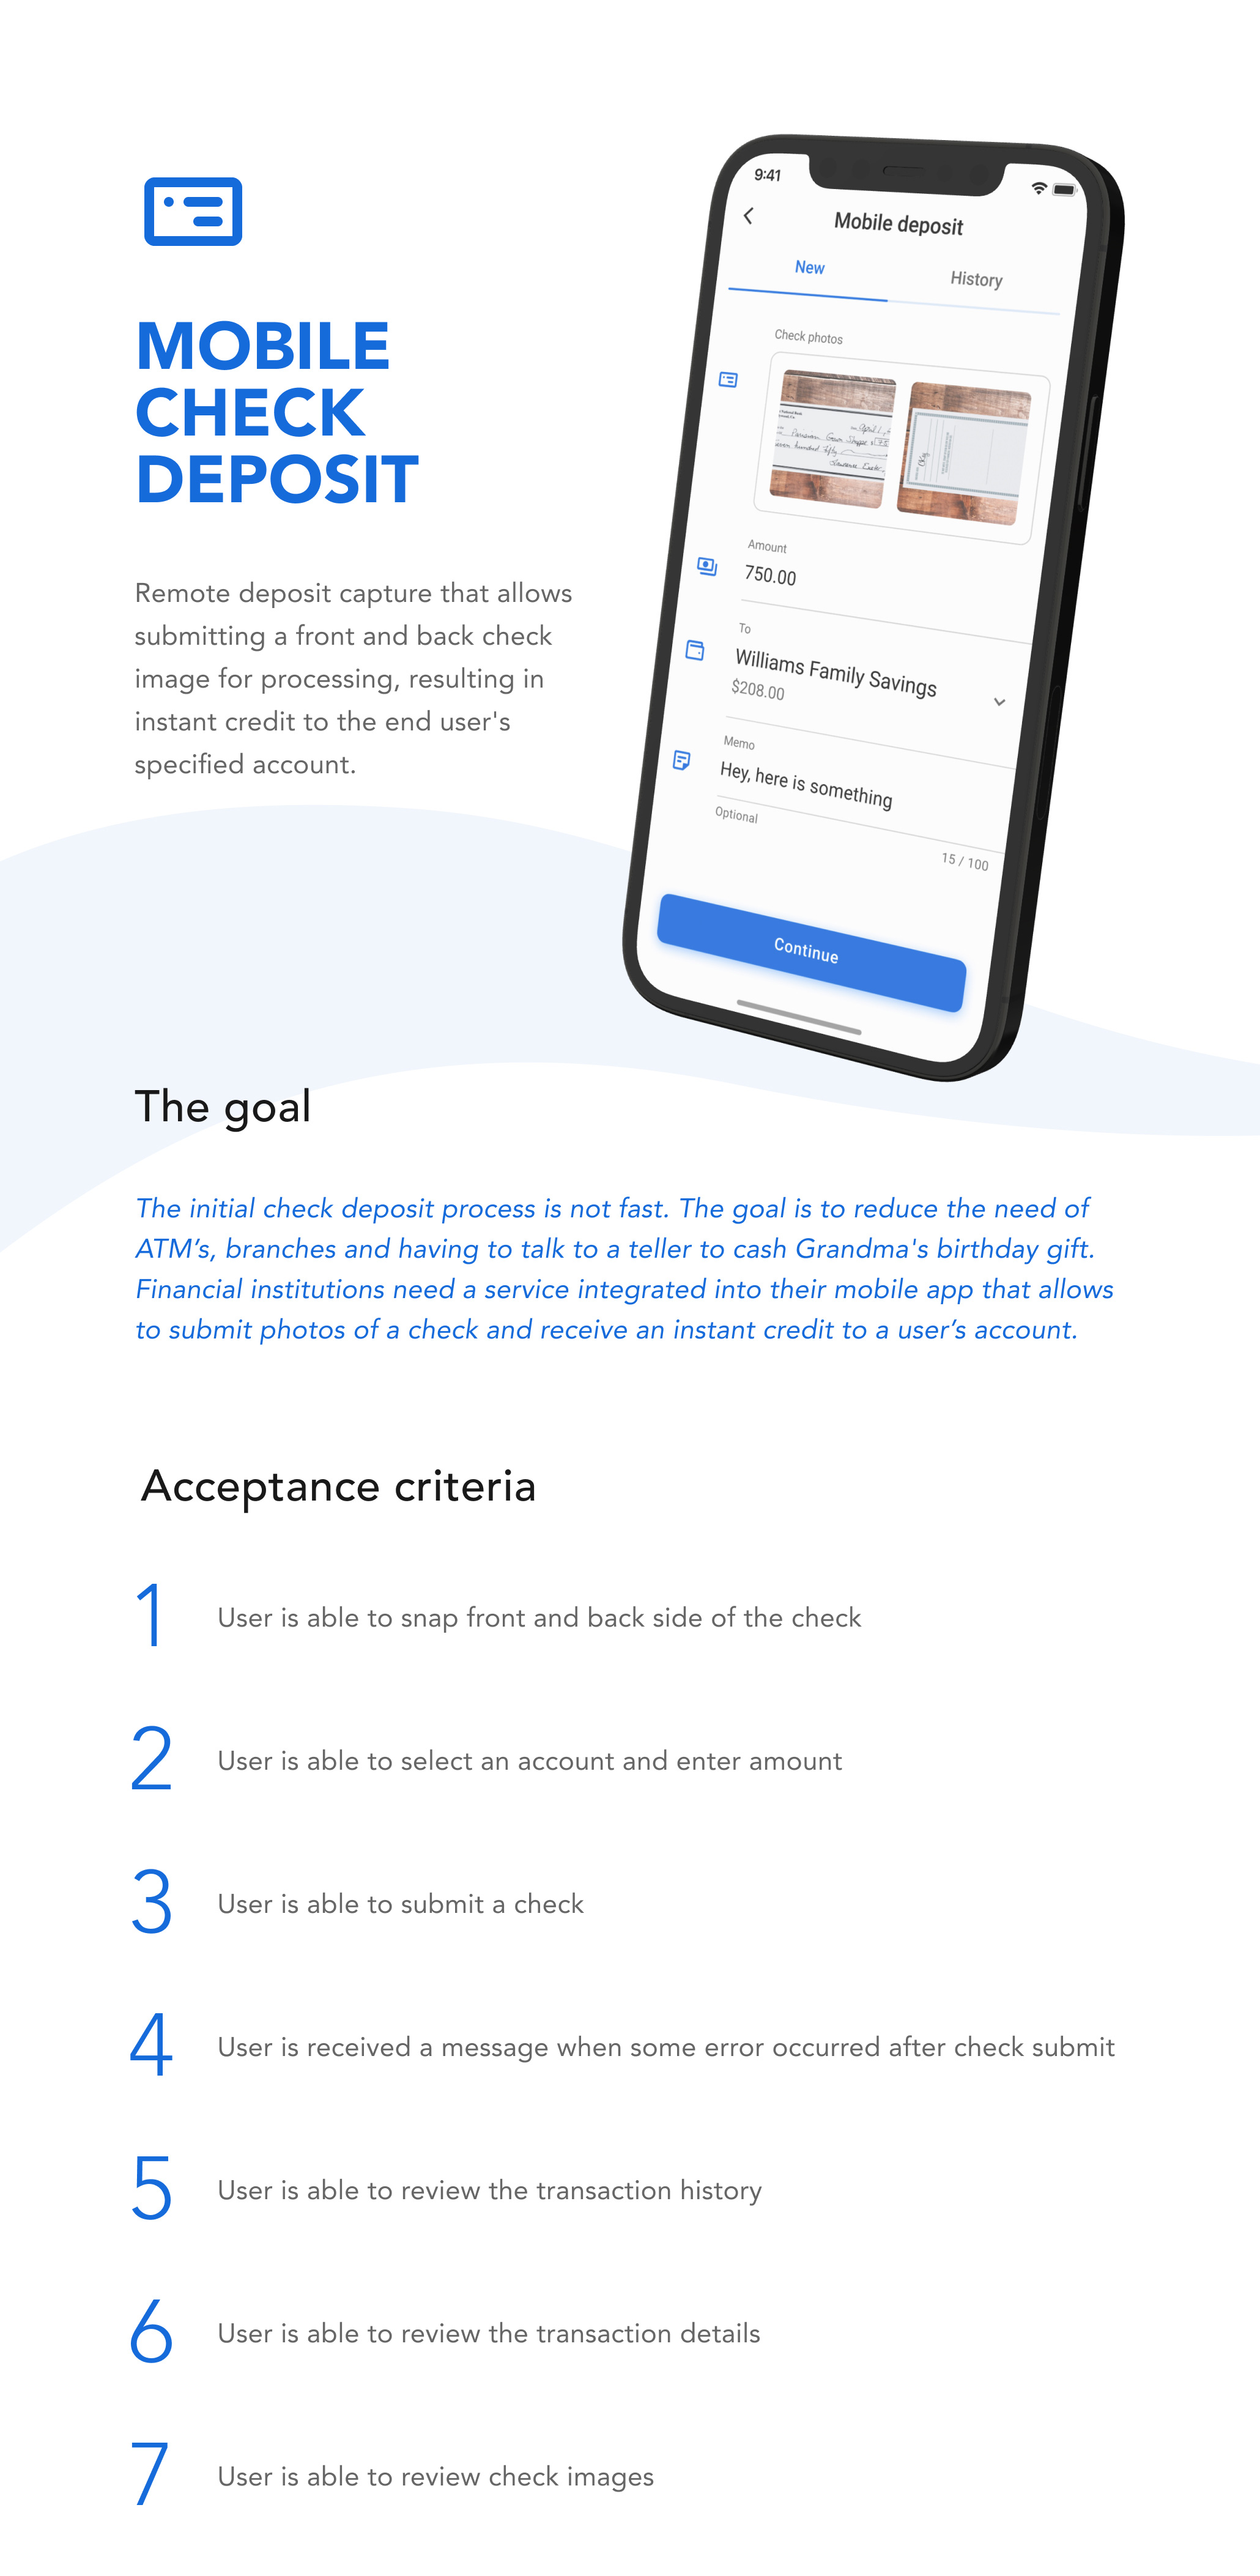 MOBILE
CHECK
DEPOSIT
Remote deposit capture that allows
submitting a front and back check
image for processing, resulting in
instant credit to the end user's
specified account.
9:41
Mobile deposit
New
History
Check photos
Amount
750.00
To
Williams Family Savings
$208.00
Memo
Hey, here is something
Optional
15 / 100
Continue
The goal
The initial check deposit process is not fast. The goal is to reduce the need of
ATM’s, branches and having to talk to a teller to cash Grandma's birthday gift.
Financial institutions need a service integrated into their mobile app that allows
to submit photos of a check and receive an instant credit to a user’s account.
Acceptance criteria
1 User is able to snap front and back side of the check
2 User is able to select an account and enter amount
3 User is able to submit a check
4 User is received a message when some error occurred after check submit
5 User is able to review the transaction history
6 User is able to review the transaction details
7 User is able to review check images